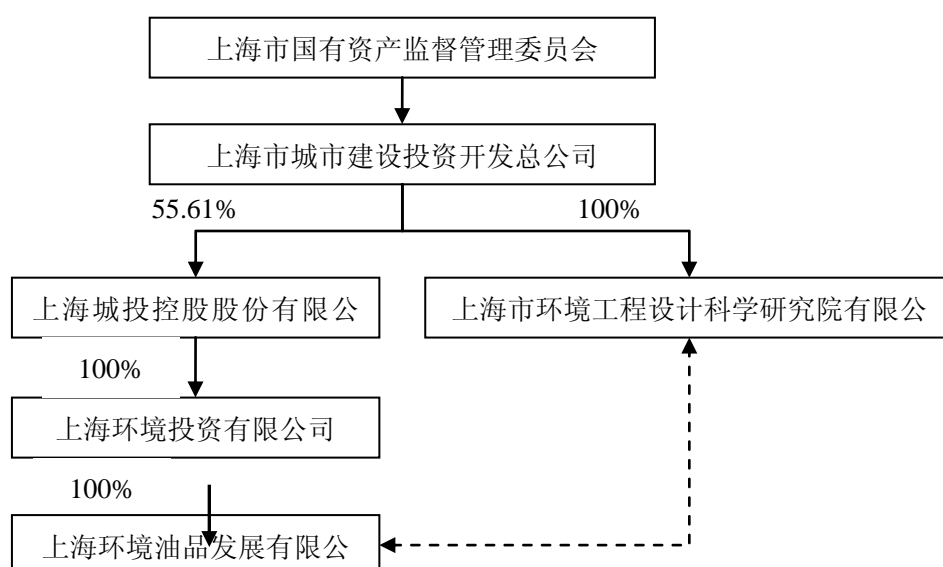 上海市国有资产监督管理委员会
上海市城市建设投资开发总公司
55.61%
100%
上海城投控股股份有限公
上海市环境工程设计科学研究院有限公
100%
上海环境投资有限公司
100%
上海环境油品发展有限公